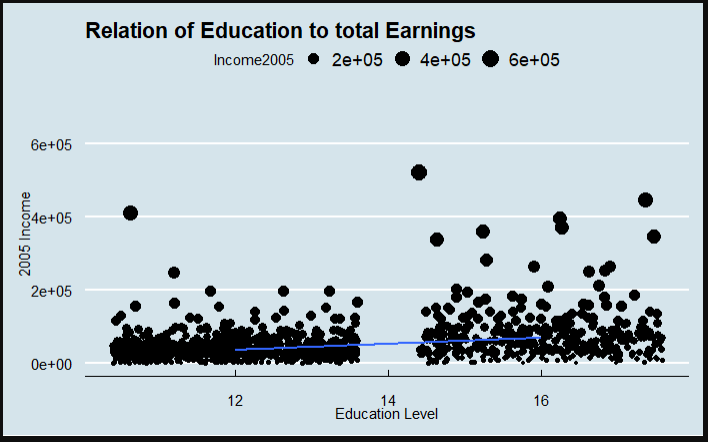 Relation of Education to total Earnings
Income2005 2e+05 4e+05 6e+05
6e+05
4e+05
2e+05
0e+00
2005 Income
12 14 16
Education Level